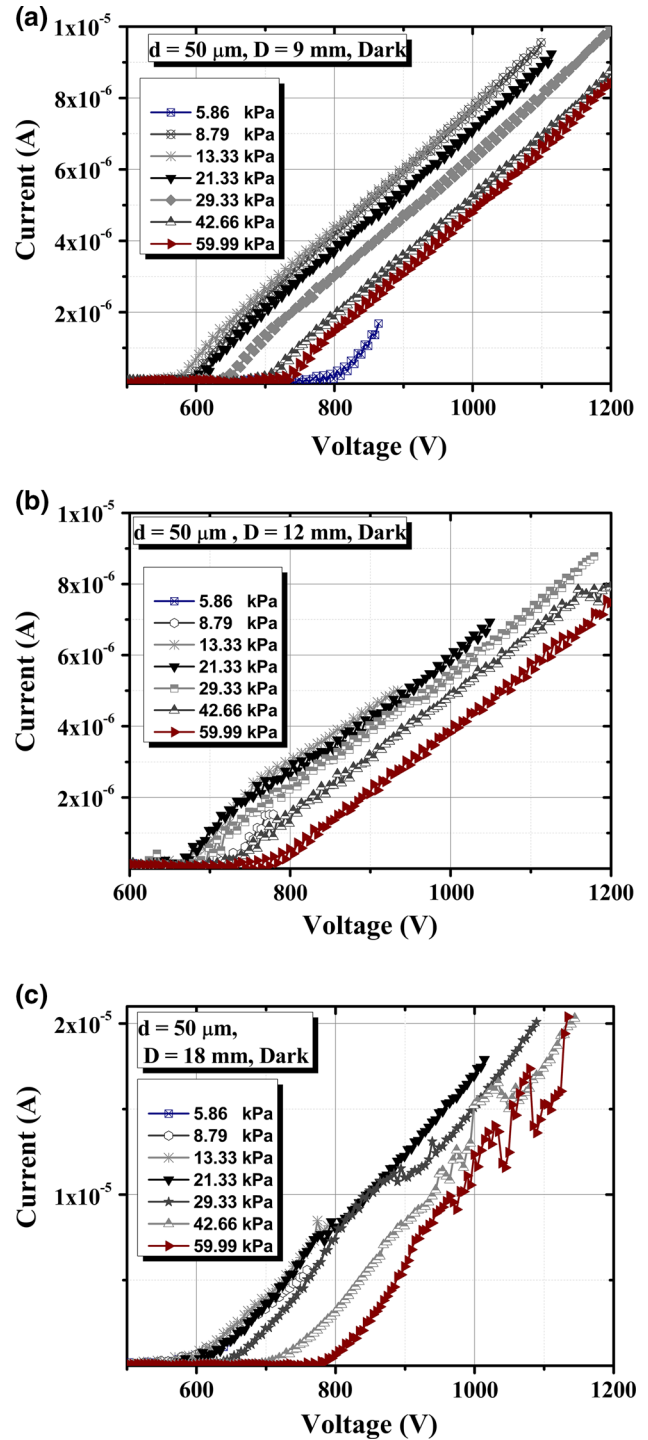 (a)
d = 50 μm, D = 9 mm, Dark
5.86 kPa
8.79 kPa
13.33 kPa
21.33 kPa
29.33 kPa
42.66 kPa
59.99 kPa
1x10⁻⁵
8x10⁻⁶
6x10⁻⁶
4x10⁻⁶
2x10⁻⁶
Current (A)
600 800 1000 1200
Voltage (V)
(b)
d = 50 μm , D = 12 mm, Dark
5.86 kPa
8.79 kPa
13.33 kPa
21.33 kPa
29.33 kPa
42.66 kPa
59.99 kPa
1x10⁻⁵
8x10⁻⁶
6x10⁻⁶
4x10⁻⁶
2x10⁻⁶
Current (A)
600 800 1000 1200
Voltage (V)
(c)
d = 50 μm,
D = 18 mm, Dark
5.86 kPa
8.79 kPa
13.33 kPa
21.33 kPa
29.33 kPa
42.66 kPa
59.99 kPa
2x10⁻⁵
1x10⁻⁵
Current (A)
600 800 1000 1200
Voltage (V)